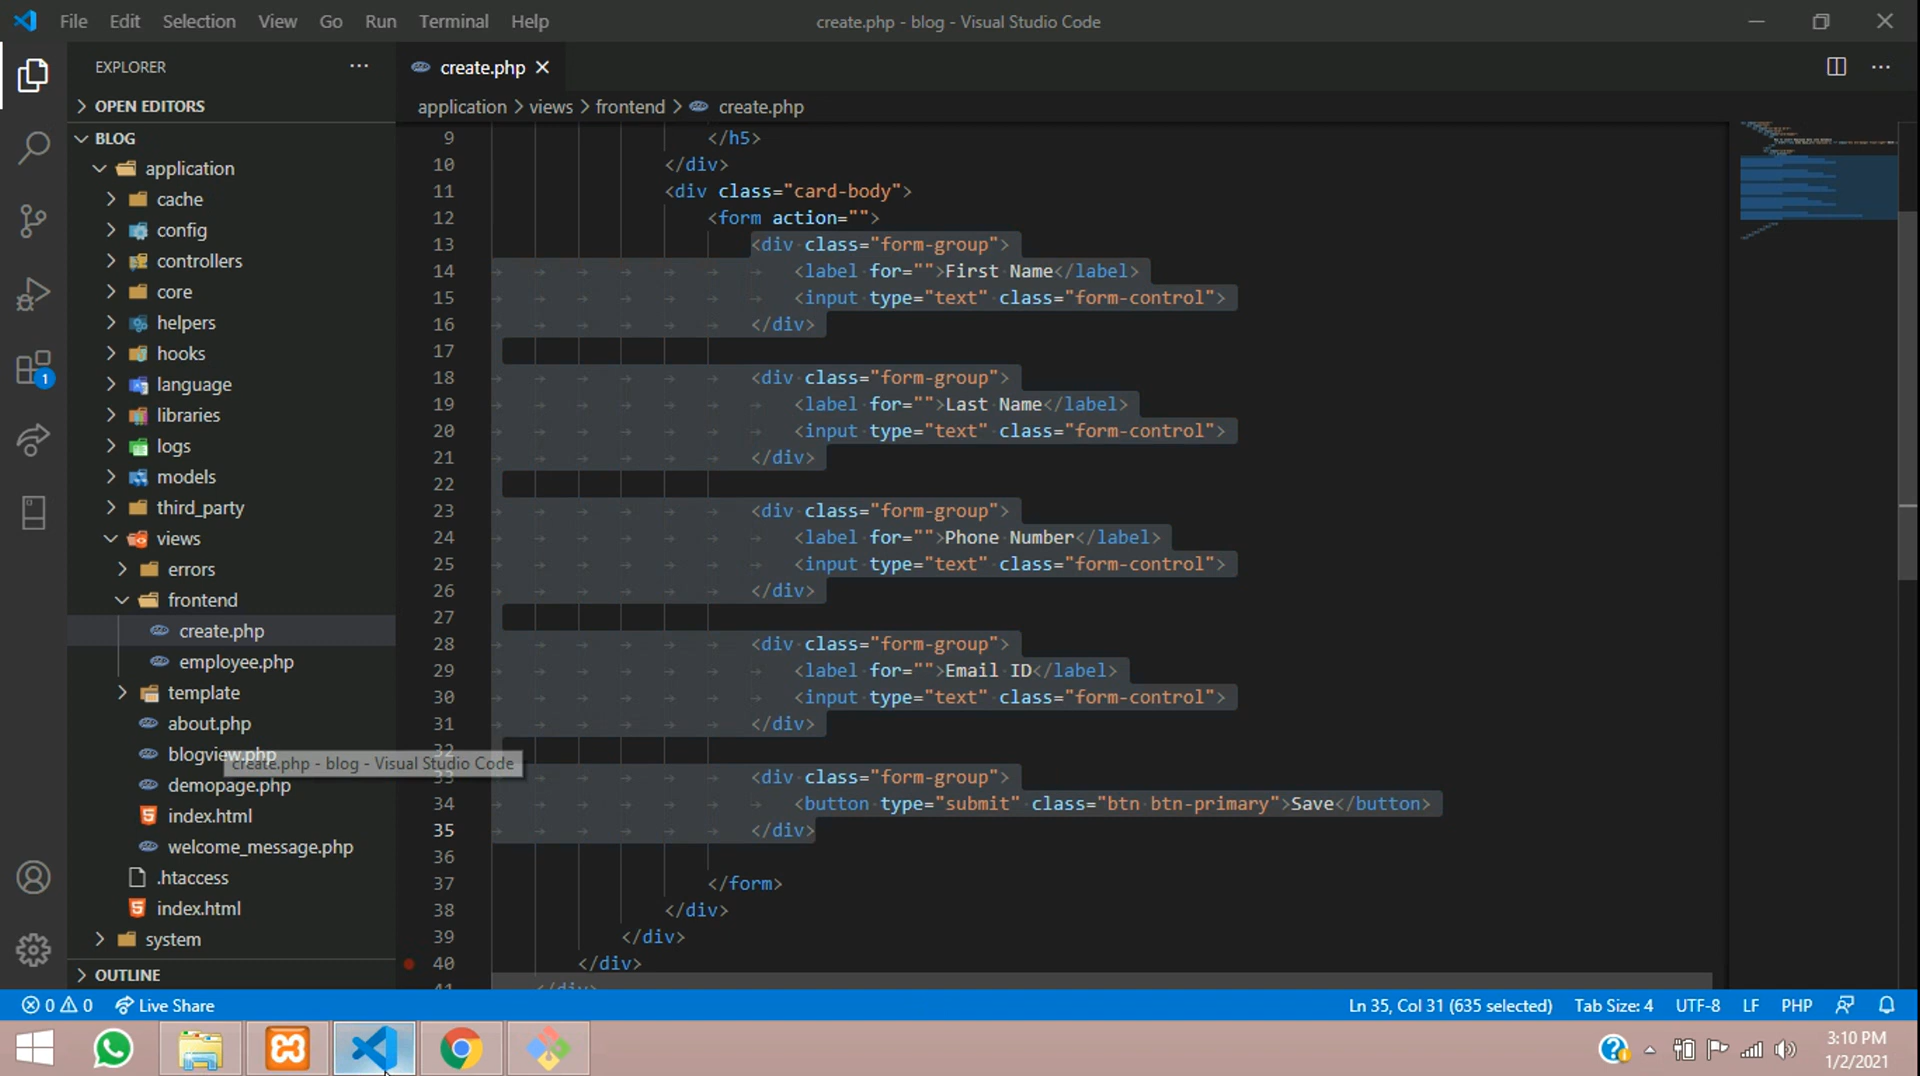 File Edit Selection View Go Run Terminal Help
create.php - blog - Visual Studio Code
EXPLORER
create.php
OPEN EDITORS
application > views > frontend > create.php
BLOG
application
cache
config
controllers
core
helpers
hooks
language
libraries
logs
models
third_party
views
errors
frontend
create.php
employee.php
template
about.php
blogview.php
create.php - blog - Visual Studio Code
demopage.php
index.html
welcome_message.php
.htaccess
index.html
system
OUTLINE
9 </h5>
10 </div>
11 <div class="card-body">
12 <form action="">
13 <div class="form-group">
14 <label for="">First Name</label>
15 <input type="text" class="form-control">
16 </div>
17
18 <div class="form-group">
19 <label for="">Last Name</label>
20 <input type="text" class="form-control">
21 </div>
22
23 <div class="form-group">
24 <label for="">Phone Number</label>
25 <input type="text" class="form-control">
26 </div>
27
28 <div class="form-group">
29 <label for="">Email ID</label>
30 <input type="text" class="form-control">
31 </div>
32
33 <div class="form-group">
34 <button type="submit" class="btn btn-primary">Save</button>
35 </div>
36
37 </form>
38 </div>
39 </div>
40 </div>
41 </div>
1
0 0 Live Share
Ln 35, Col 31 (635 selected) Tab Size: 4 UTF-8 LF PHP
3:10 PM
1/2/2021